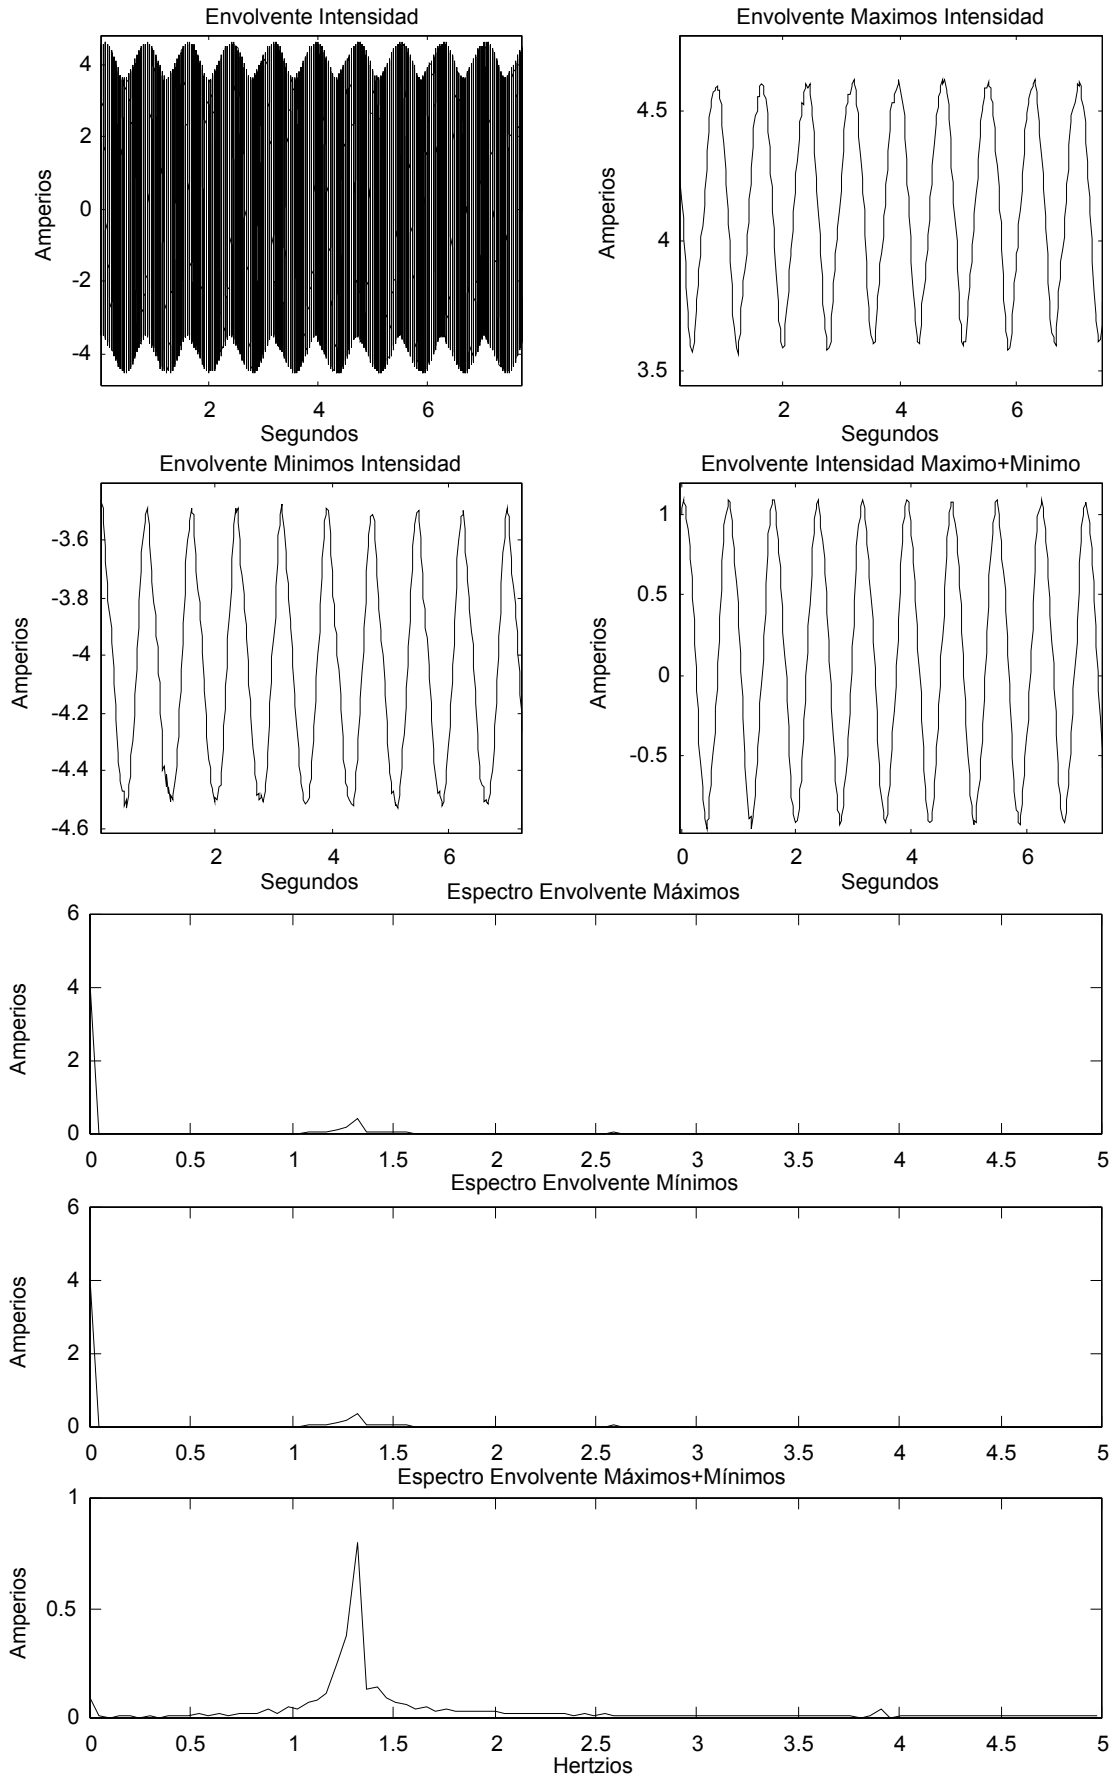 Envolvente Intensidad
4
2
0
-2
-4
Amperios
2 4 6
Segundos
Envolvente Maximos Intensidad
4.5
4
3.5
Amperios
2 4 6
Segundos
Envolvente Minimos Intensidad
-3.6
-3.8
-4
-4.2
-4.4
-4.6
Amperios
2 4 6
Segundos
Envolvente Intensidad Maximo+Minimo
1
0.5
0
-0.5
Amperios
0 2 4 6
Segundos
Espectro Envolvente Máximos
6
4
2
0
Amperios
0 0.5 1 1.5 2 2.5 3 3.5 4 4.5 5
Espectro Envolvente Mínimos
6
4
2
0
Amperios
0 0.5 1 1.5 2 2.5 3 3.5 4 4.5 5
Espectro Envolvente Máximos+Mínimos
1
0.5
0
Amperios
0 0.5 1 1.5 2 2.5 3 3.5 4 4.5 5
Hertzios